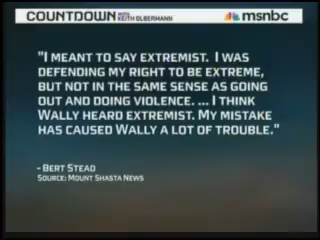 COUNTDOWN WITH KEITH OLBERMANN msnbc
"I MEANT TO SAY EXTREMIST. I WAS
DEFENDING MY RIGHT TO BE EXTREME,
BUT NOT IN THE SAME SENSE AS GOING
OUT AND DOING VIOLENCE. ... I THINK
WALLY HEARD EXTREMIST. MY MISTAKE
HAS CAUSED WALLY A LOT OF TROUBLE."
- BERT STEAD
SOURCE: MOUNT SHASTA NEWS